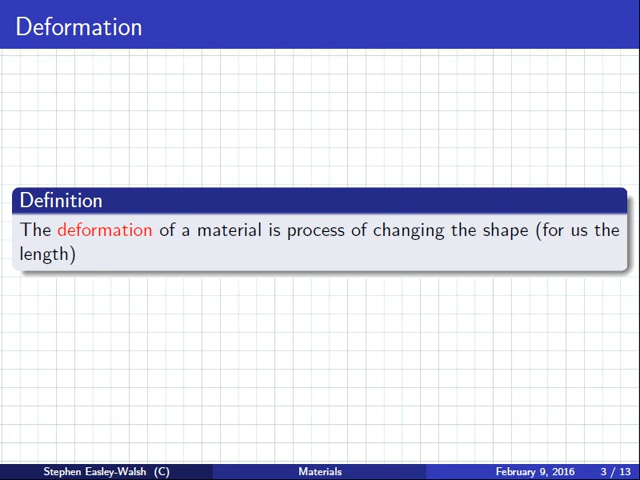 Deformation
Definition
The deformation of a material is process of changing the shape (for us the
length)
Stephen Easley-Walsh (C) Materials February 9, 2016 3 / 13